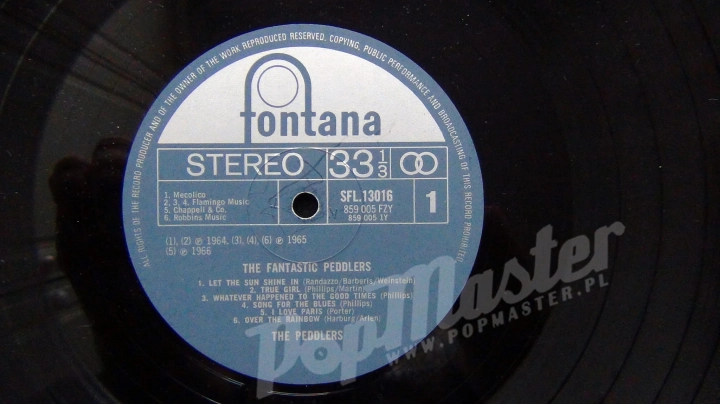 ALL RIGHTS OF THE RECORD PRODUCER AND OF THE OWNER OF THE WORK REPRODUCED RESERVED, COPYING, PUBLIC PERFORMANCE AND BROADCASTING OF THIS RECORD PROHIBITED
fontana
STEREO 33 1/3
1. Mecolico
2, 3, 4. Flamingo Music
5. Chappell & Co.
6. Robbins Music
SFL.13016
859 005 FZY
859 005 1Y
1
(1), (2) ℗ 1964, (3), (4), (6) ℗ 1965
(5) ℗ 1966
THE FANTASTIC PEDDLERS
1. LET THE SUN SHINE IN (Randazzo/Barberis/Weinstein)
2. TRUE GIRL (Phillips/Martin)
3. WHATEVER HAPPENED TO THE GOOD TIMES (Phillips)
4. SONG FOR THE BLUES (Phillips)
5. I LOVE PARIS (Porter)
6. OVER THE RAINBOW (Harburg/Arlen)
THE PEDDLERS
PopMaster
WWW.POPMASTER.PL